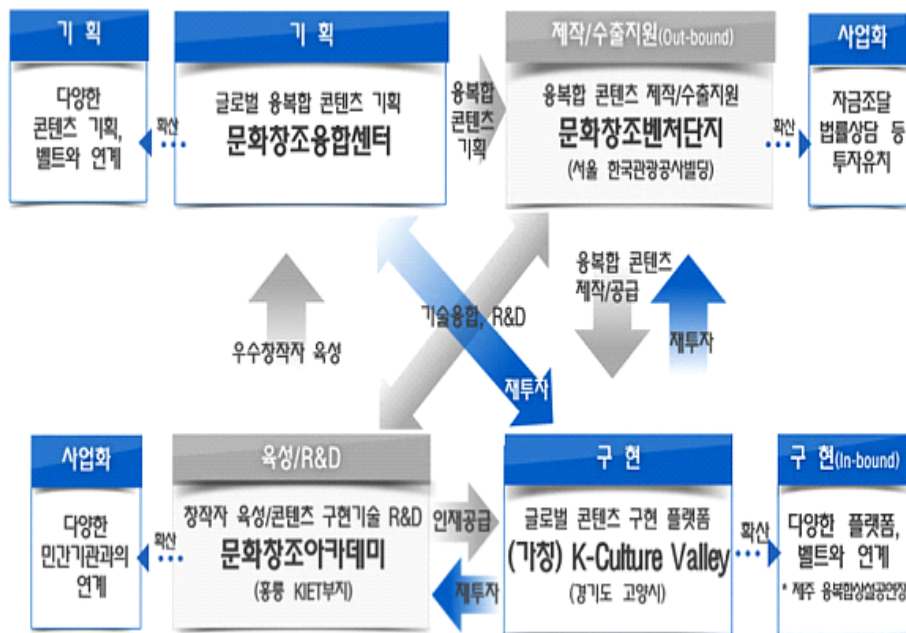 기 획
다양한
콘텐츠 기획,
벨트와 연계
확산
기 획
글로벌 융복합 콘텐츠 기획
문화창조융합센터
융복합
콘텐츠
기획
제작/수출지원(Out-bound)
융복합 콘텐츠 제작/수출지원
문화창조벤처단지
(서울 한국관광공사빌딩)
확산
사업화
자금조달
법률상담 등
투자유치
우수창작자 육성
기술융합, R&D
재투자
융복합 콘텐츠
제작/공급
재투자
사업화
다양한
민간기관과의
연계
확산
육성/R&D
창작자 육성/콘텐츠 구현기술 R&D
문화창조아카데미
(홍릉 KIET부지)
인재공급
재투자
구 현
글로벌 콘텐츠 구현 플랫폼
(가칭) K-Culture Valley
(경기도 고양시)
확산
구 현(In-bound)
다양한 플랫폼,
벨트와 연계
* 제주 융복합상설공연장